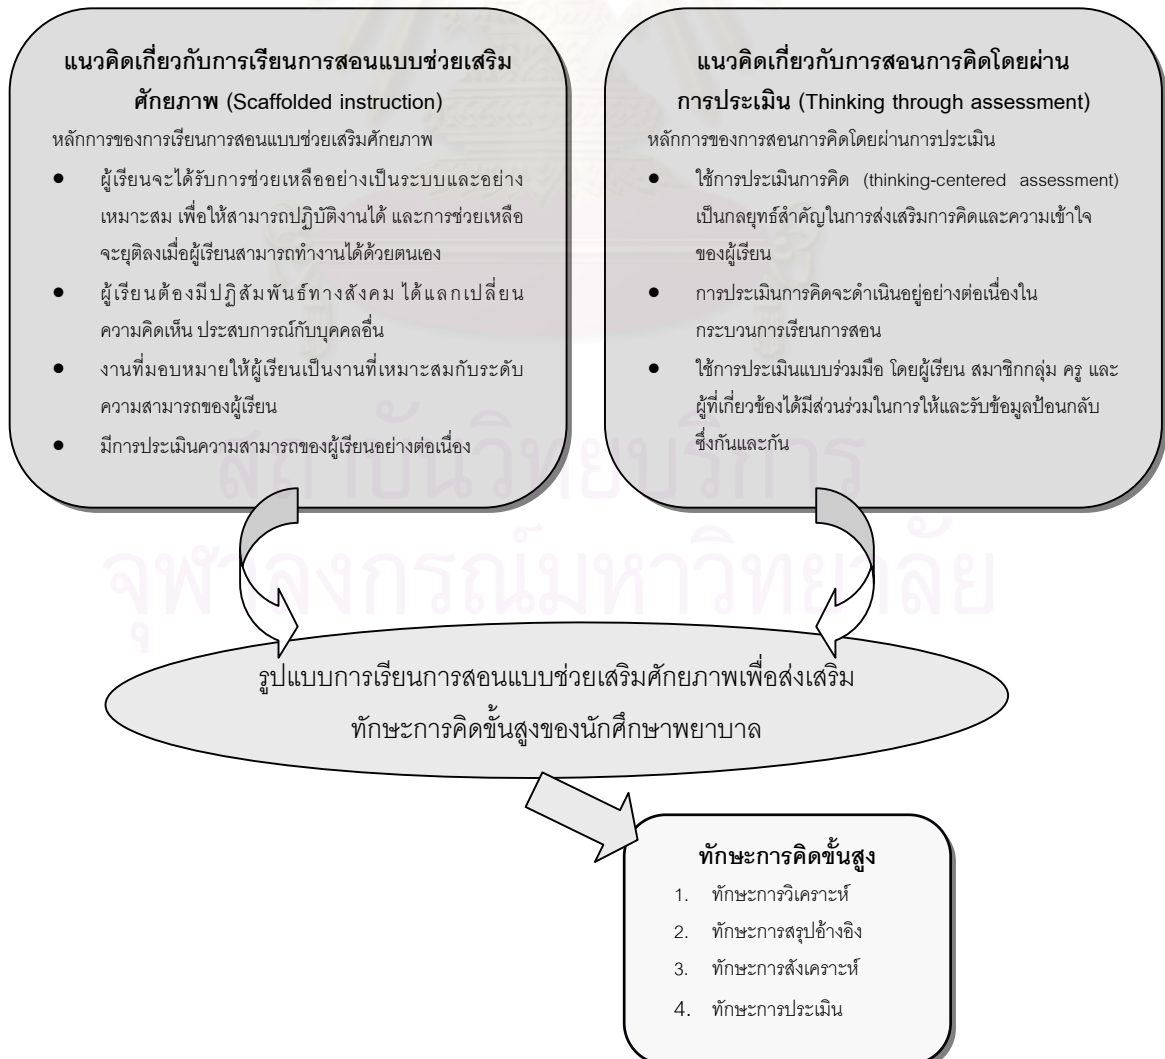 แนวคิดเกี่ยวกับการเรียนการสอนแบบช่วยเสริม
ศักยภาพ (Scaffolded instruction)
หลักการของการเรียนการสอนแบบช่วยเสริมศักยภาพ
● ผู้เรียนจะได้รับการช่วยเหลืออย่างเป็นระบบและอย่าง
เหมาะสม เพื่อให้สามารถปฏิบัติงานได้ และการช่วยเหลือ
จะยุติลงเมื่อผู้เรียนสามารถทำงานได้ด้วยตนเอง
● ผู้เรียนต้องมีปฏิสัมพันธ์ทางสังคม ได้แลกเปลี่ยน
ความคิดเห็น ประสบการณ์กับบุคคลอื่น
● งานที่มอบหมายให้ผู้เรียนเป็นงานที่เหมาะสมกับระดับ
ความสามารถของผู้เรียน
● มีการประเมินความสามารถของผู้เรียนอย่างต่อเนื่อง
แนวคิดเกี่ยวกับการสอนการคิดโดยผ่าน
การประเมิน (Thinking through assessment)
หลักการของการสอนการคิดโดยผ่านการประเมิน
● ใช้การประเมินการคิด (thinking-centered assessment)
เป็นกลยุทธ์สำคัญในการส่งเสริมการคิดและความเข้าใจ
ของผู้เรียน
● การประเมินการคิดจะดำเนินอยู่อย่างต่อเนื่องใน
กระบวนการเรียนการสอน
● ใช้การประเมินแบบร่วมมือ โดยผู้เรียน สมาชิกกลุ่ม ครู และ
ผู้ที่เกี่ยวข้องได้มีส่วนร่วมในการให้และรับข้อมูลป้อนกลับ
ซึ่งกันและกัน
สถาบันวิทยบริการ
จุฬาลงกรณ์มหาวิทยาลัย
รูปแบบการเรียนการสอนแบบช่วยเสริมศักยภาพเพื่อส่งเสริม
ทักษะการคิดขั้นสูงของนักศึกษาพยาบาล
ทักษะการคิดขั้นสูง
1. ทักษะการวิเคราะห์
2. ทักษะการสรุปอ้างอิง
3. ทักษะการสังเคราะห์
4. ทักษะการประเมิน